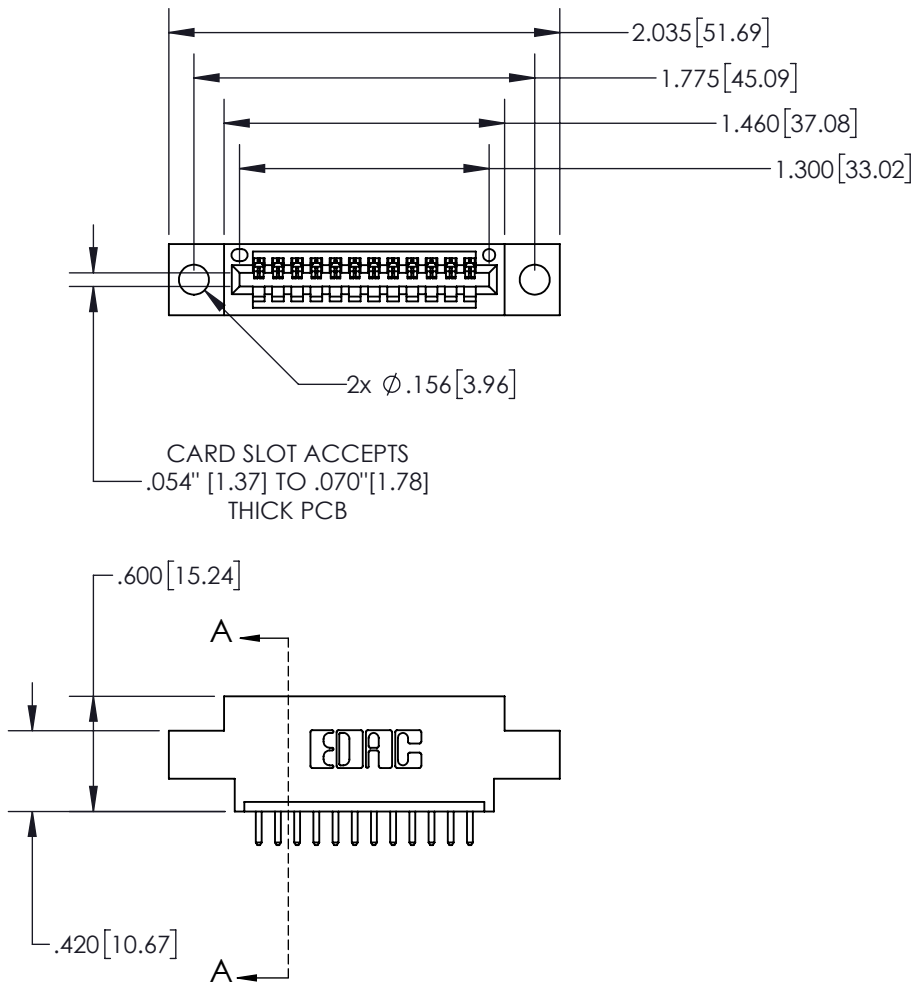 2.035[51.69]
1.775[45.09]
1.460[37.08]
1.300[33.02]
2x Ø.156[3.96]
CARD SLOT ACCEPTS
.054" [1.37] TO .070"[1.78]
THICK PCB
.600[15.24]
A
EDAC
.420[10.67]
A